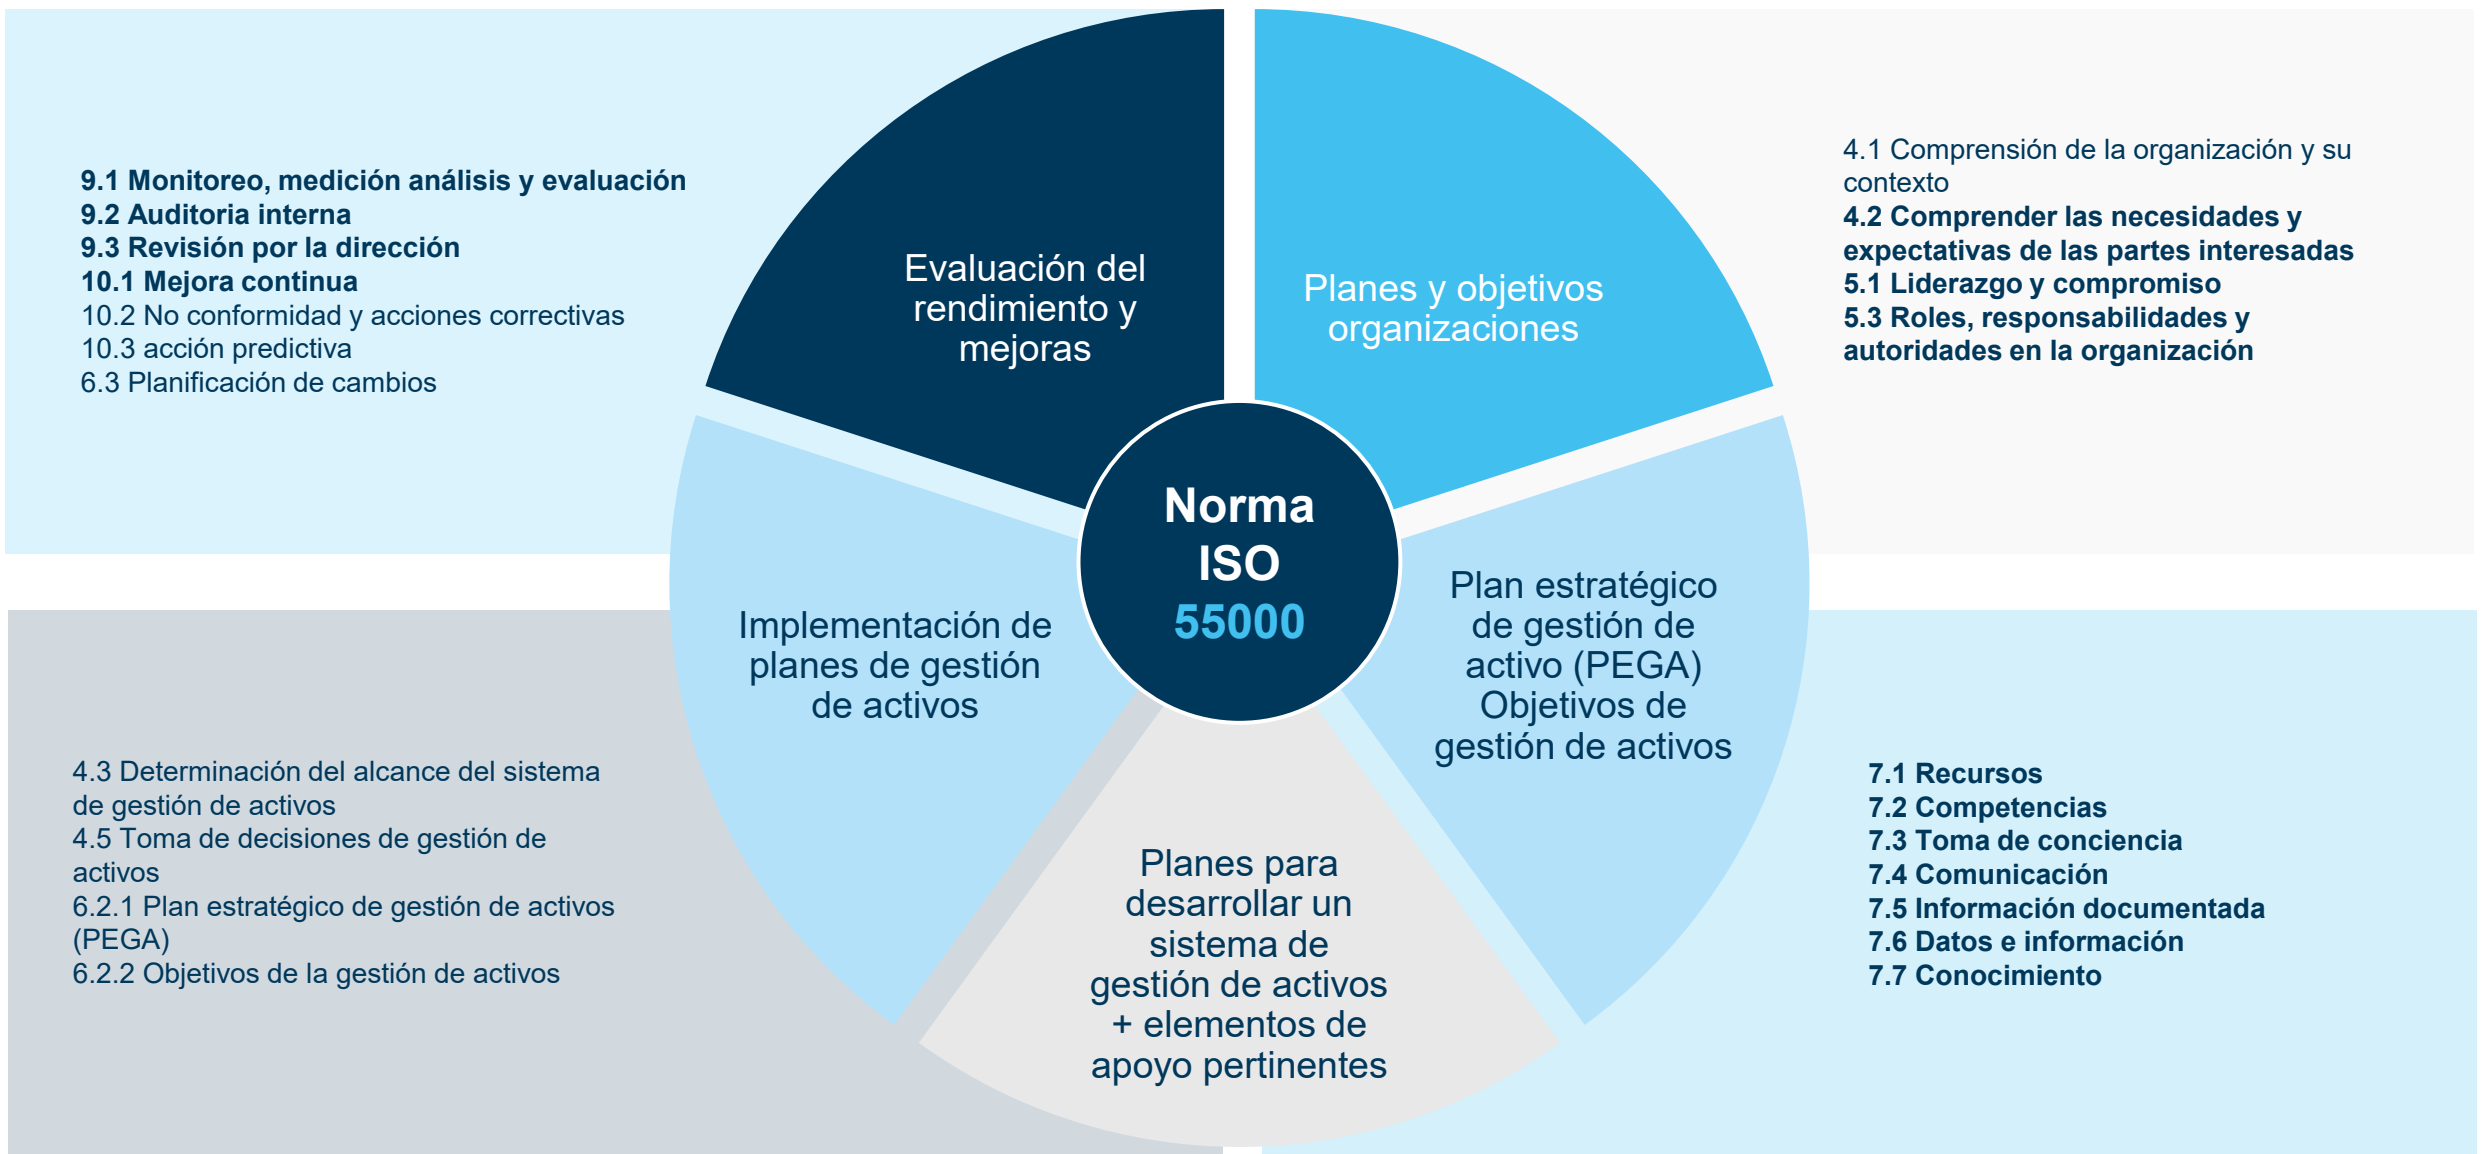 9.1 Monitoreo, medición análisis y evaluación
9.2 Auditoria interna
9.3 Revisión por la dirección
10.1 Mejora continua
10.2 No conformidad y acciones correctivas
10.3 acción predictiva
6.3 Planificación de cambios
Evaluación del
rendimiento y
mejoras
Planes y objetivos
organizaciones
4.1 Comprensión de la organización y su
contexto
4.2 Comprender las necesidades y
expectativas de las partes interesadas
5.1 Liderazgo y compromiso
5.3 Roles, responsabilidades y
autoridades en la organización
Norma
ISO
55000
Implementación de
planes de gestión
de activos
Plan estratégico
de gestión de
activo (PEGA)
Objetivos de
gestión de activos
4.3 Determinación del alcance del sistema
de gestión de activos
4.5 Toma de decisiones de gestión de
activos
6.2.1 Plan estratégico de gestión de activos
(PEGA)
6.2.2 Objetivos de la gestión de activos
Planes para
desarrollar un
sistema de
gestión de activos
+ elementos de
apoyo pertinentes
7.1 Recursos
7.2 Competencias
7.3 Toma de conciencia
7.4 Comunicación
7.5 Información documentada
7.6 Datos e información
7.7 Conocimiento